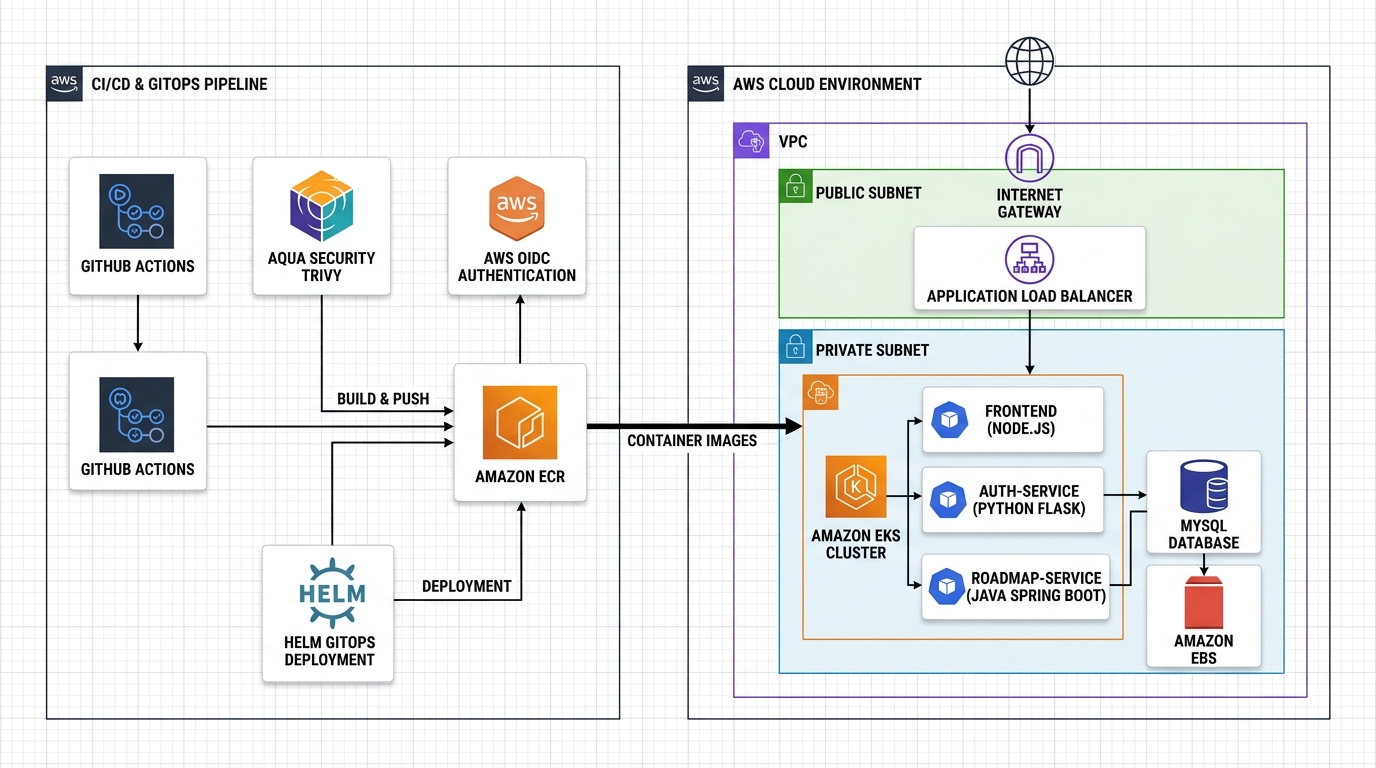 aws
CI/CD & GITOPS PIPELINE
GITHUB ACTIONS
AQUA SECURITY
TRIVY
aws
AWS OIDC
AUTHENTICATION
GITHUB ACTIONS
BUILD & PUSH
AMAZON ECR
HELM
HELM GITOPS
DEPLOYMENT
DEPLOYMENT
CONTAINER IMAGES
aws
AWS CLOUD ENVIRONMENT
VPC
INTERNET
GATEWAY
PUBLIC SUBNET
APPLICATION LOAD BALANCER
PRIVATE SUBNET
K
AMAZON EKS
CLUSTER
FRONTEND
(NODE.JS)
AUTH-SERVICE
(PYTHON FLASK)
ROADMAP-SERVICE
(JAVA SPRING BOOT)
MYSQL
DATABASE
AMAZON
EBS